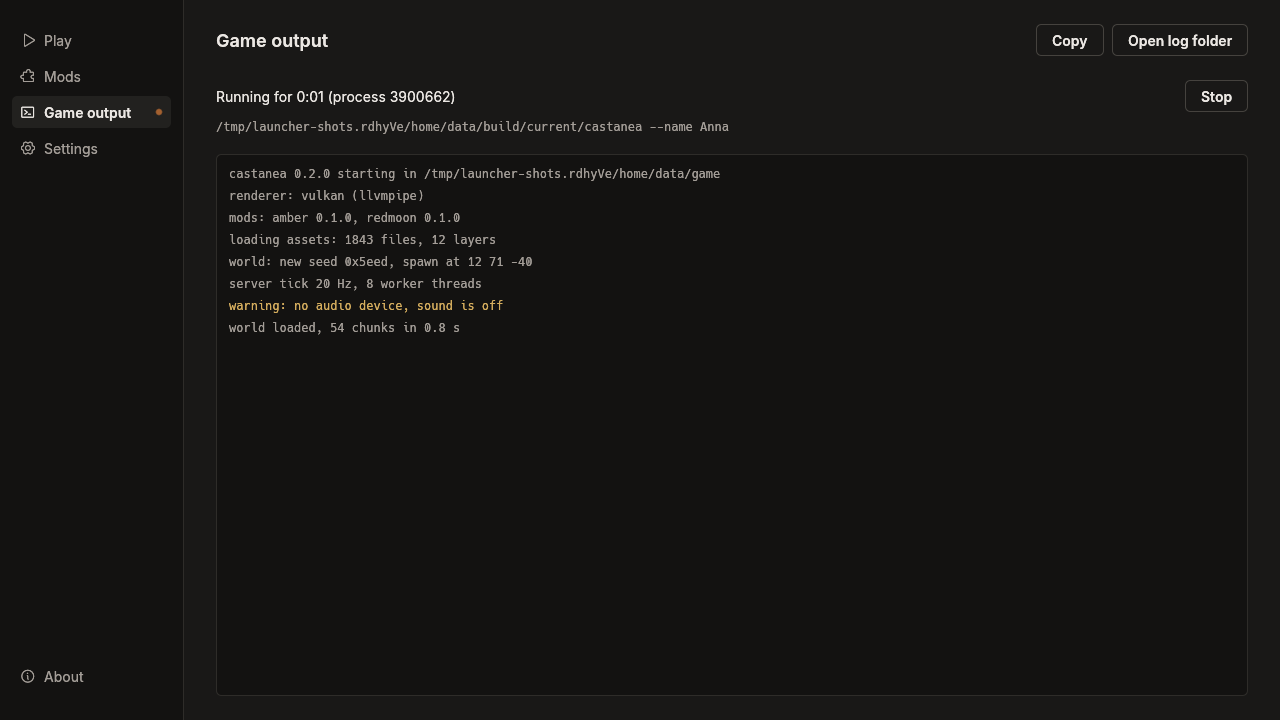 Play
Mods
Game output
Settings
About
Game output
Copy
Open log folder
Running for 0:01 (process 3900662)
Stop
/tmp/launcher-shots.rdhyVe/home/data/build/current/castanea --name Anna
castanea 0.2.0 starting in /tmp/launcher-shots.rdhyVe/home/data/game
renderer: vulkan (llvmpipe)
mods: amber 0.1.0, redmoon 0.1.0
loading assets: 1843 files, 12 layers
world: new seed 0x5eed, spawn at 12 71 -40
server tick 20 Hz, 8 worker threads
warning: no audio device, sound is off
world loaded, 54 chunks in 0.8 s